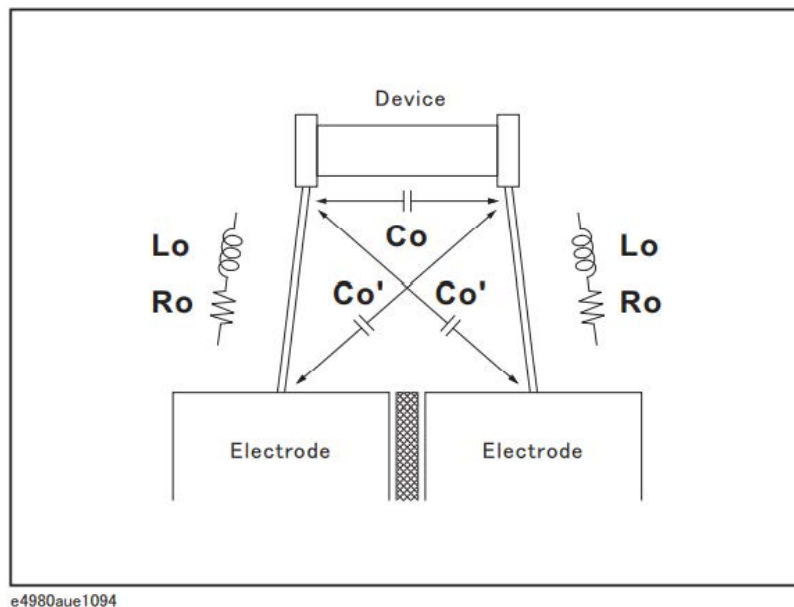 Device
Co
Lo Lo
Co' Co'
Ro Ro
Electrode Electrode
e4980aue1094